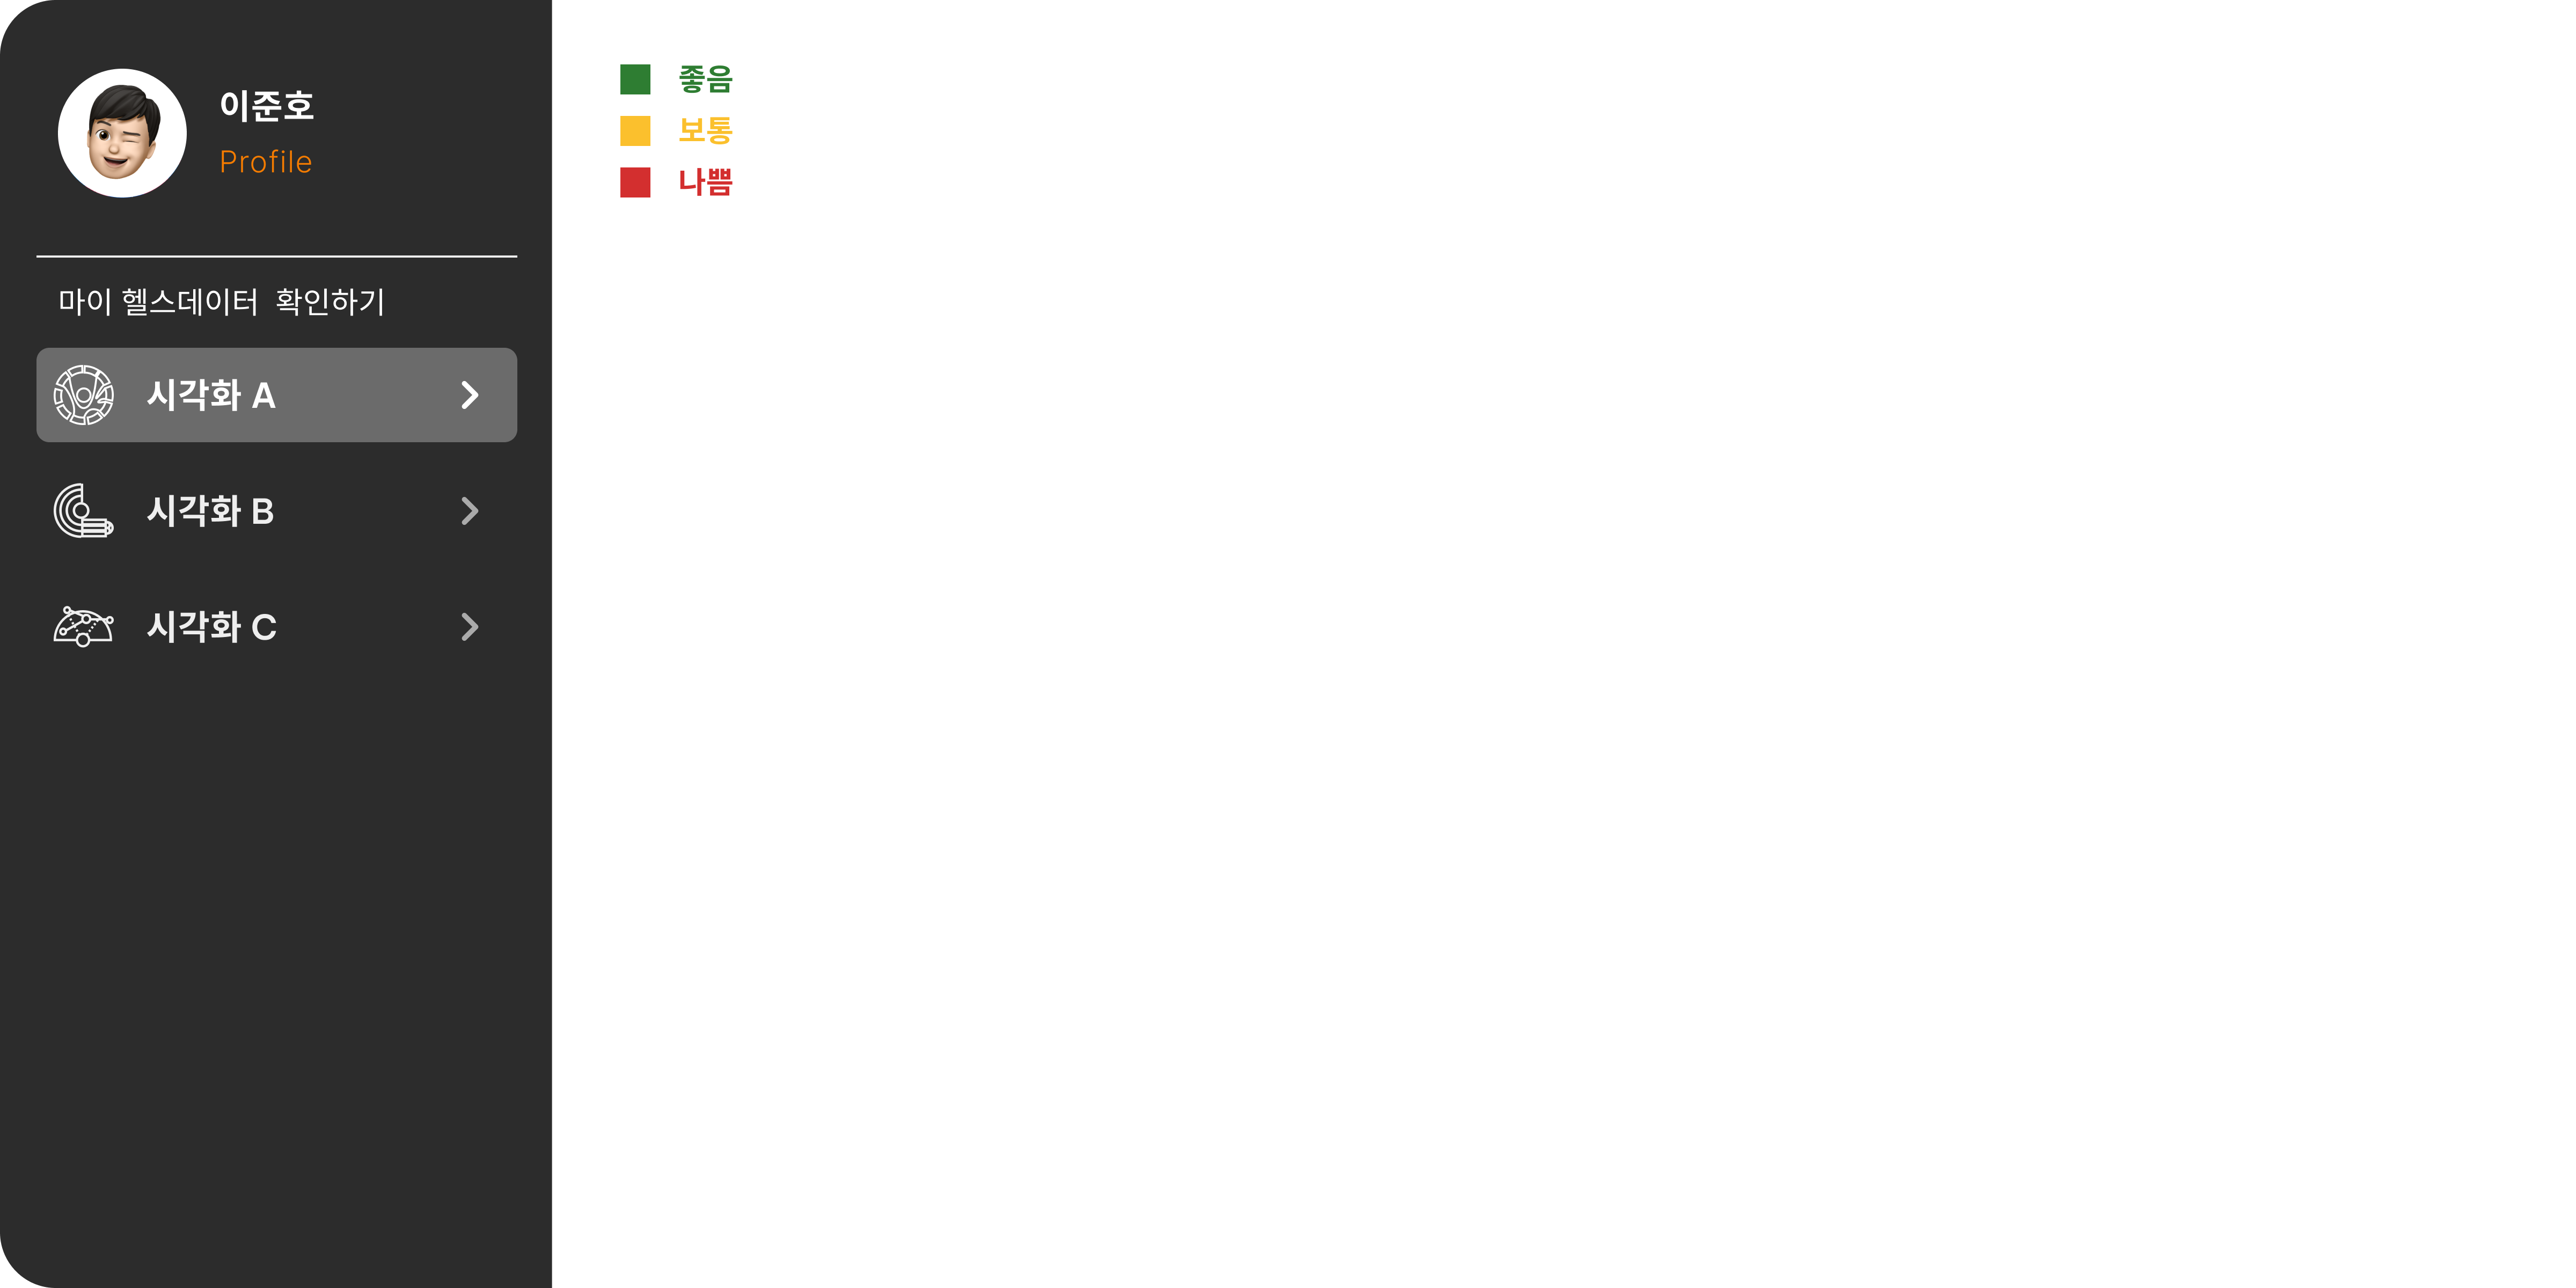 이준호
Profile
마이 헬스데이터 확인하기
시각화 A
시각화 B
시각화 C
좋음
보통
나쁨